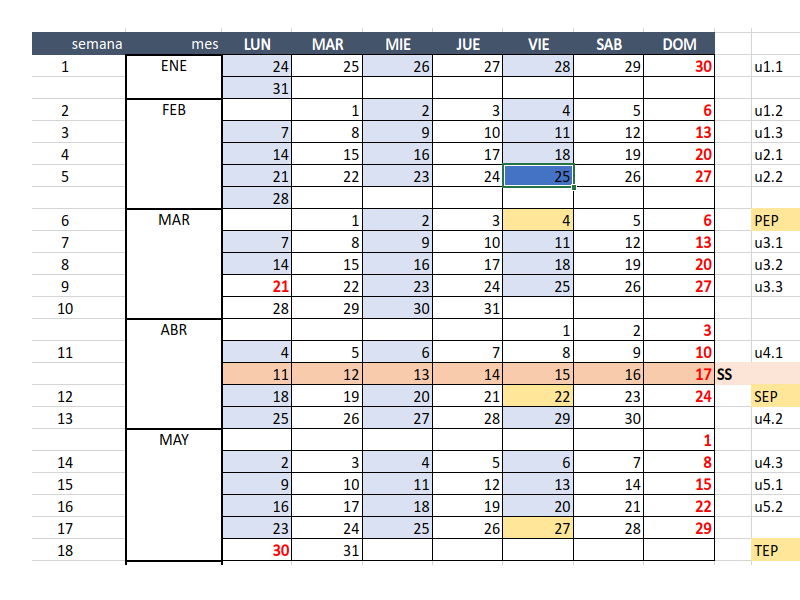 semana mes LUN MAR MIE JUE VIE SAB DOM
1 ENE 24 25 26 27 28 29 30 u1.1
31
2 FEB 1 2 3 4 5 6 u1.2
3 7 8 9 10 11 12 13 u1.3
4 14 15 16 17 18 19 20 u2.1
5 21 22 23 24 25 26 27 u2.2
28
6 MAR 1 2 3 4 5 6 PEP
7 7 8 9 10 11 12 13 u3.1
8 14 15 16 17 18 19 20 u3.2
9 21 22 23 24 25 26 27 u3.3
10 28 29 30 31
ABR 1 2 3
11 4 5 6 7 8 9 10 u4.1
11 12 13 14 15 16 17 SS
12 18 19 20 21 22 23 24 SEP
13 25 26 27 28 29 30 u4.2
MAY 1
14 2 3 4 5 6 7 8 u4.3
15 9 10 11 12 13 14 15 u5.1
16 16 17 18 19 20 21 22 u5.2
17 23 24 25 26 27 28 29
18 30 31 TEP